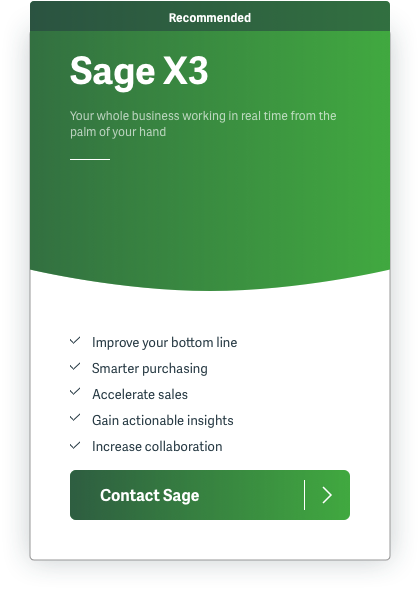 Recommended
Sage X3
Your whole business working in real time from the
palm of your hand
Improve your bottom line
Smarter purchasing
Accelerate sales
Gain actionable insights
Increase collaboration
Contact Sage